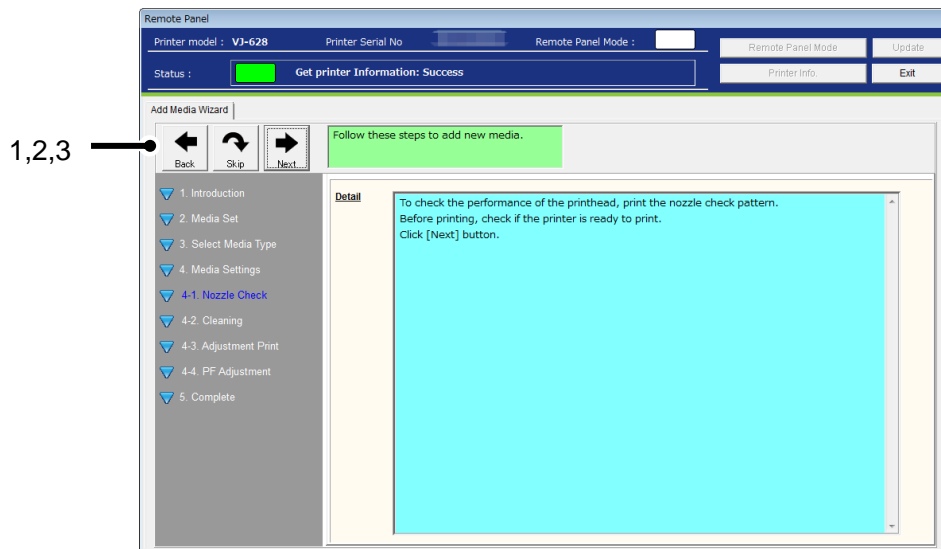 Remote Panel
Printer model : VJ-628 Printer Serial No Remote Panel Mode : Remote Panel Mode Update
Status : Get printer Information: Success Printer Info. Exit
Add Media Wizard
1,2,3
Back Skip Next
Follow these steps to add new media.
1. Introduction
2. Media Set
3. Select Media Type
4. Media Settings
4-1. Nozzle Check
4-2. Cleaning
4-3. Adjustment Print
4-4. PF Adjustment
5. Complete
Detail
To check the performance of the printhead, print the nozzle check pattern.
Before printing, check if the printer is ready to print.
Click [Next] button.